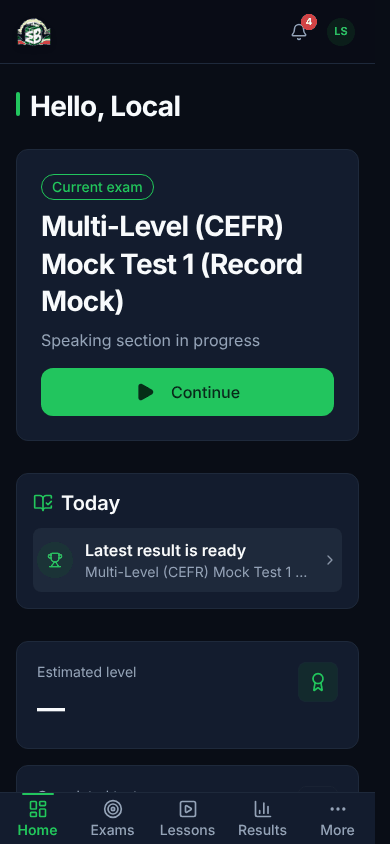 4
LS
Hello, Local
Current exam
Multi-Level (CEFR)
Mock Test 1 (Record
Mock)
Speaking section in progress
Continue
Today
Latest result is ready
Multi-Level (CEFR) Mock Test 1 ...
Estimated level
—
Home
Exams
Lessons
Results
More